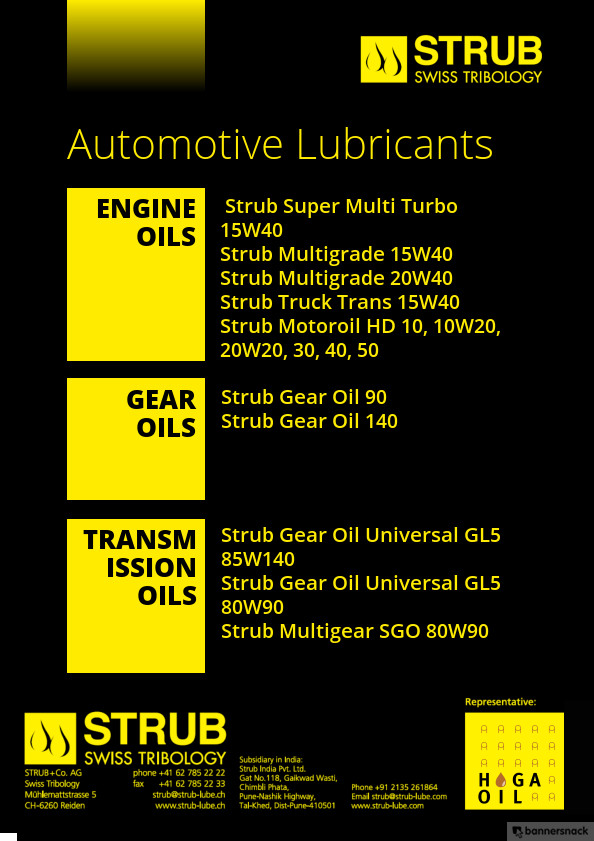 STRUB
SWISS TRIBOLOGY
Automotive Lubricants
ENGINE
OILS
Strub Super Multi Turbo
15W40
Strub Multigrade 15W40
Strub Multigrade 20W40
Strub Truck Trans 15W40
Strub Motoroil HD 10, 10W20,
20W20, 30, 40, 50
GEAR
OILS
Strub Gear Oil 90
Strub Gear Oil 140
TRANSM
ISSION
OILS
Strub Gear Oil Universal GL5
85W140
Strub Gear Oil Universal GL5
80W90
Strub Multigear SGO 80W90
STRUB
SWISS TRIBOLOGY
STRUB+Co. AG
Swiss Tribology
Mühlemattstrasse 5
CH-6260 Reiden
phone +41 62 785 22 22
fax +41 62 785 22 33
strub@strub-lube.ch
www.strub-lube.ch
Subsidiary in India:
Strub India Pvt. Ltd.
Gat No.118, Gaikwad Wasti,
Chimbli Phata,
Pune-Nashik Highway,
Tal-Khed, Dist-Pune-410501
Phone +91 2135 261864
Email strub@strub-lube.com
www.strub-lube.com
Representative:
HOGA
OIL
bannersnack